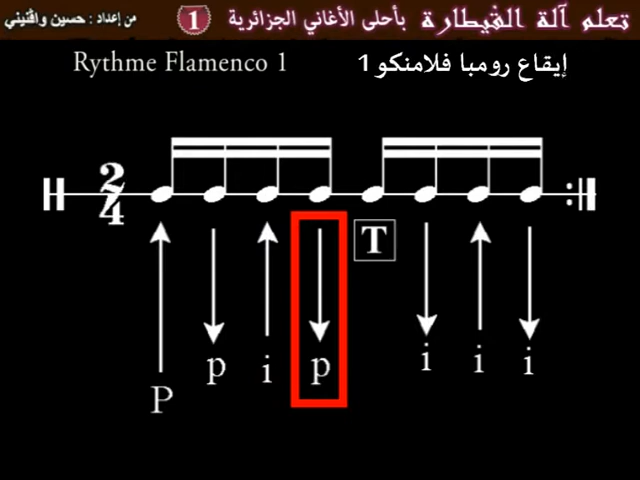 تعلم آلة القيطارة بأحلى الأغاني الجزائرية 1 من إعداد : حسين واقنيني
Rythme Flamenco 1 إيقاع رومبا فلامنكو 1
2
4
T
P p i p i i i